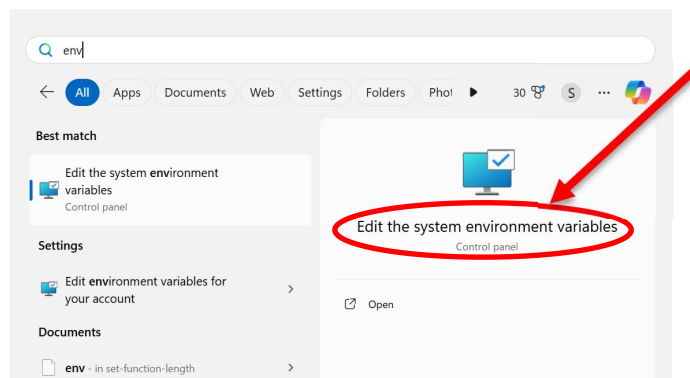 env
All Apps Documents Web Settings Folders Phot 30 S ...
Best match
Edit the system environment
variables
Control panel
Settings
Edit environment variables for
your account
Documents
env - in set-function-length
Edit the system environment variables
Control panel
Open